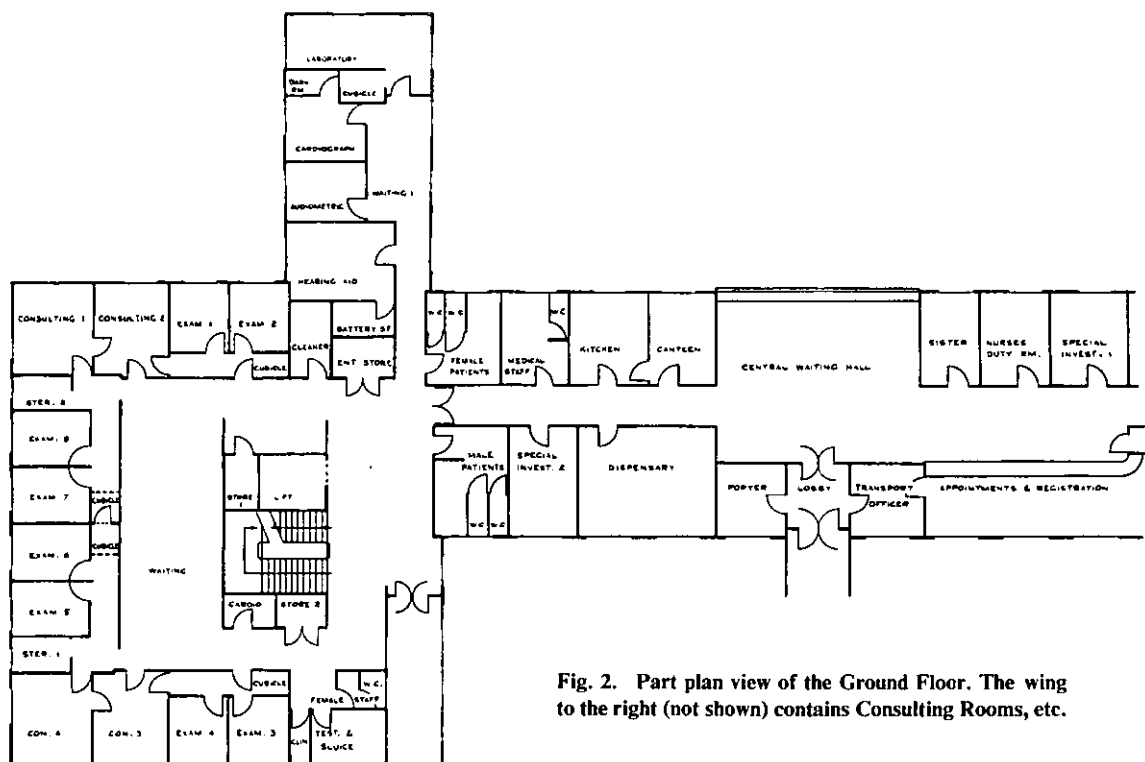 LABORATORY
DARK
RM.
CUBICLE
CARDIOGRAPH
WAITING 1
AUDIOMETRIC
HEARING AID
BATTERY ST.
CLEANER
ENT. STORE
CONSULTING 1
CONSULTING 2
EXAM. 1
EXAM. 2
CUBICLE
W.C.
W.C.
FEMALE
PATIENTS
MEDICAL
STAFF
W.C.
KITCHEN
CANTEEN
CENTRAL WAITING HALL
SISTER
NURSES
DUTY RM.
SPECIAL
INVEST. 1
STER. 2
EXAM. 8
EXAM. 7
CUBICLE
EXAM. 6
CUBICLE
EXAM. 5
STER. 1
WAITING
STORE
1
LIFT
CARDIO
STORE 2
MALE
PATIENTS
W.C.
W.C.
SPECIAL
INVEST. 2
DISPENSARY
PORTER
LOBBY
TRANSPORT
OFFICER
APPOINTMENTS & REGISTRATION
CON. 4
CON. 3
EXAM. 4
EXAM. 3
CUBICLE
CLIN
TEST. &
SLUICE
FEMALE
STAFF
W.C.
Fig. 2. Part plan view of the Ground Floor. The wing
to the right (not shown) contains Consulting Rooms, etc.